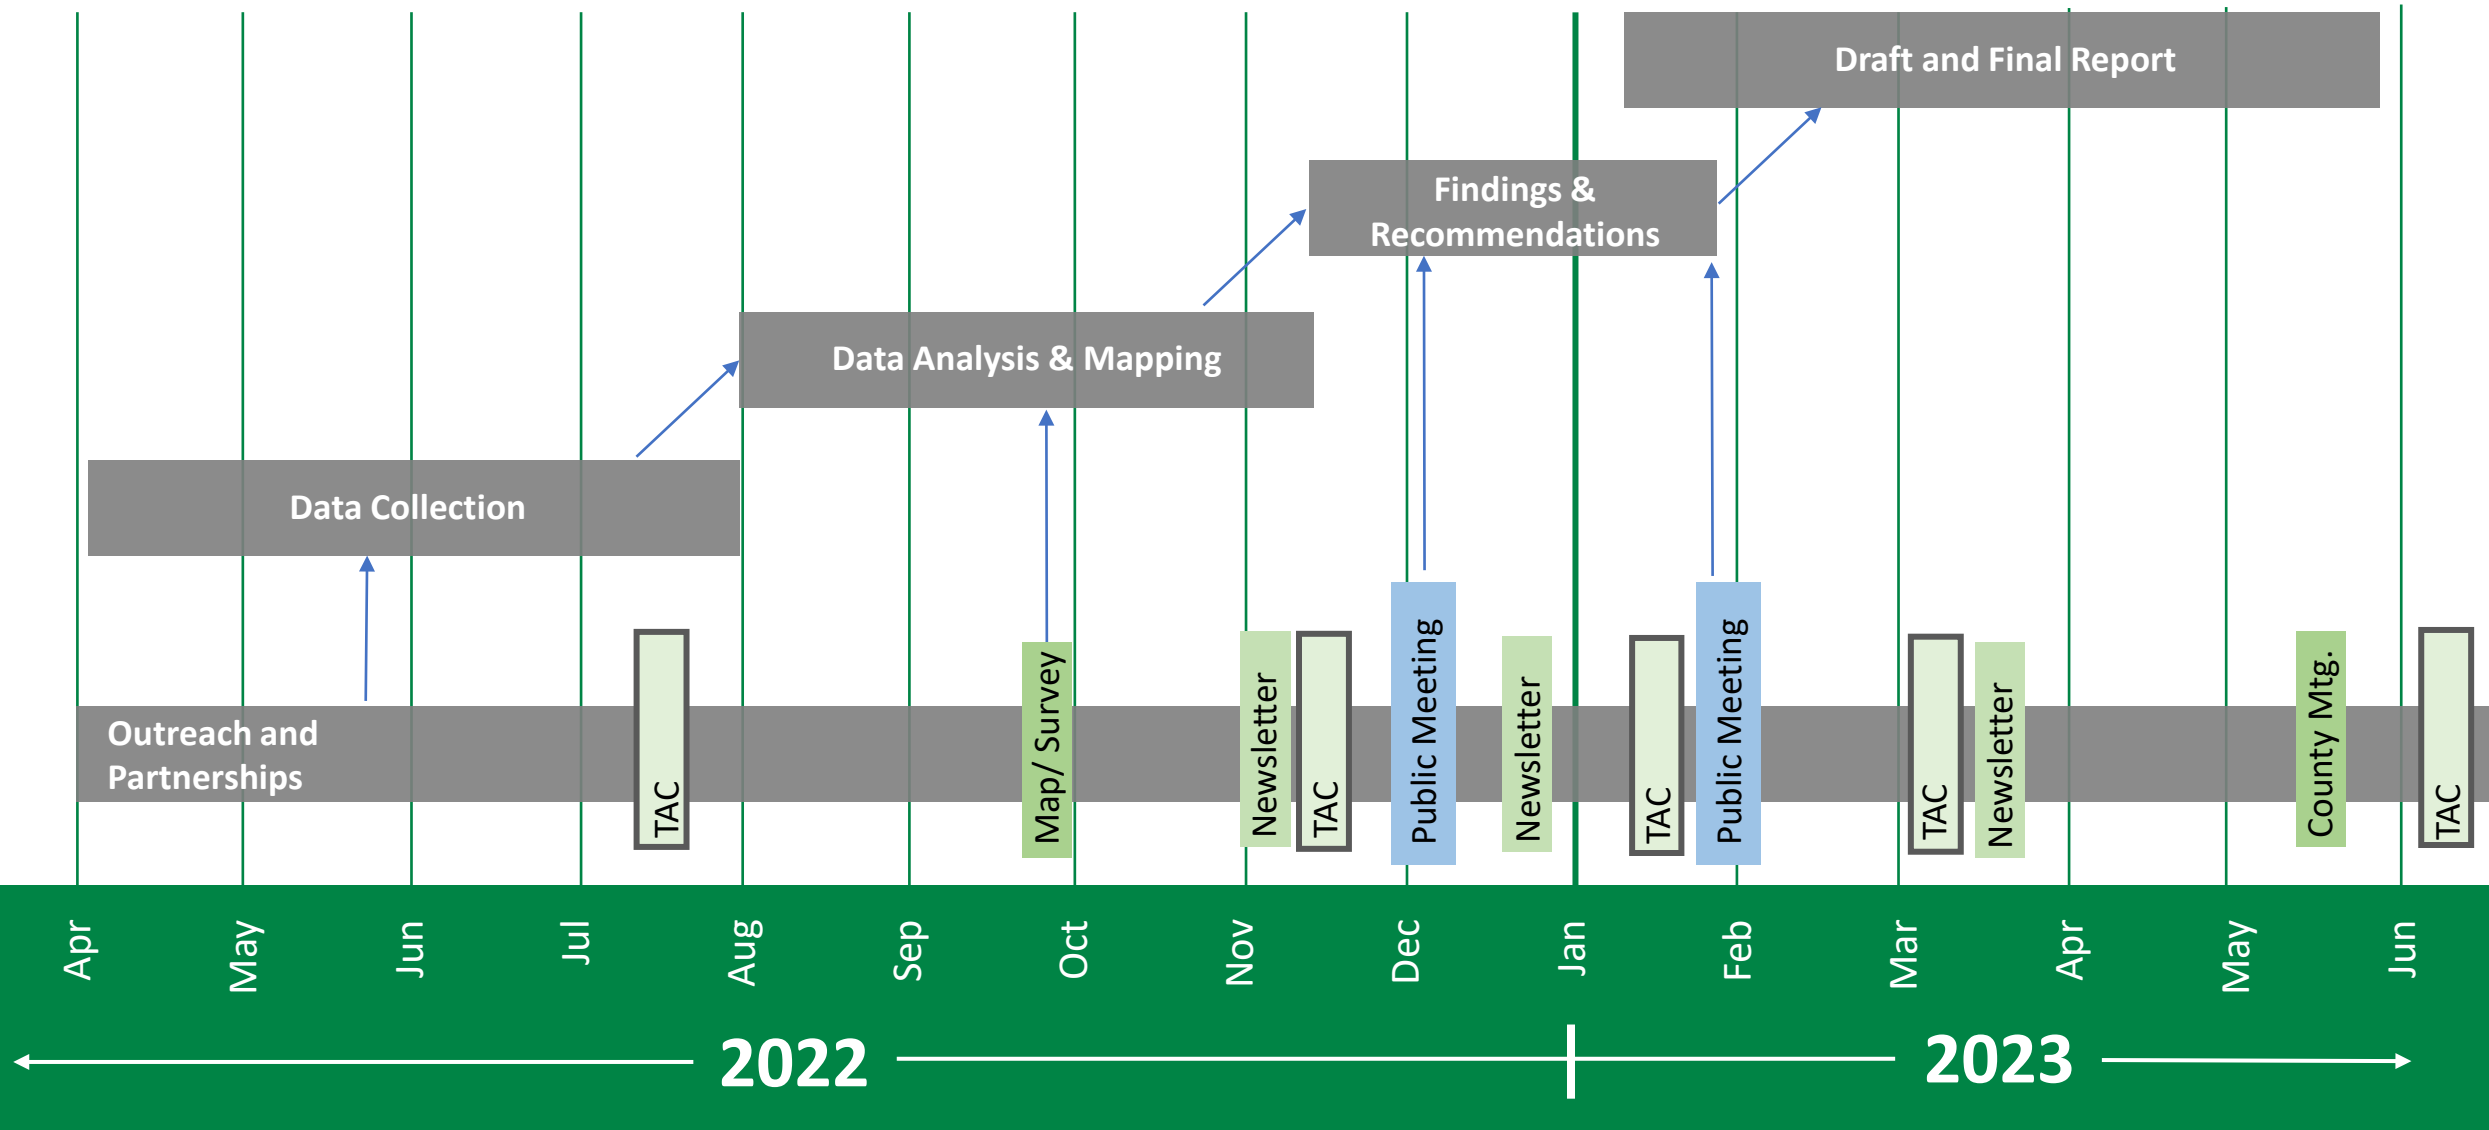 Draft and Final Report
Findings &
Recommendations
Data Analysis & Mapping
Data Collection
Outreach and
Partnerships
TAC
Map/ Survey
Newsletter
TAC
Public Meeting
Newsletter
TAC
Public Meeting
TAC
Newsletter
County Mtg.
TAC
Apr
May
Jun
Jul
Aug
Sep
Oct
Nov
Dec
Jan
Feb
Mar
Apr
May
Jun
2022
2023